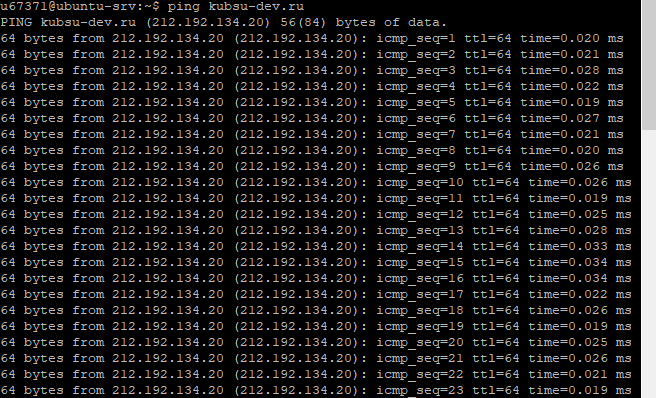 u67371@ubuntu-srv:~$ ping kubsu-dev.ru
PING kubsu-dev.ru (212.192.134.20) 56(84) bytes of data.
64 bytes from 212.192.134.20 (212.192.134.20): icmp_seq=1 ttl=64 time=0.020 ms
64 bytes from 212.192.134.20 (212.192.134.20): icmp_seq=2 ttl=64 time=0.021 ms
64 bytes from 212.192.134.20 (212.192.134.20): icmp_seq=3 ttl=64 time=0.028 ms
64 bytes from 212.192.134.20 (212.192.134.20): icmp_seq=4 ttl=64 time=0.022 ms
64 bytes from 212.192.134.20 (212.192.134.20): icmp_seq=5 ttl=64 time=0.019 ms
64 bytes from 212.192.134.20 (212.192.134.20): icmp_seq=6 ttl=64 time=0.027 ms
64 bytes from 212.192.134.20 (212.192.134.20): icmp_seq=7 ttl=64 time=0.021 ms
64 bytes from 212.192.134.20 (212.192.134.20): icmp_seq=8 ttl=64 time=0.020 ms
64 bytes from 212.192.134.20 (212.192.134.20): icmp_seq=9 ttl=64 time=0.026 ms
64 bytes from 212.192.134.20 (212.192.134.20): icmp_seq=10 ttl=64 time=0.026 ms
64 bytes from 212.192.134.20 (212.192.134.20): icmp_seq=11 ttl=64 time=0.019 ms
64 bytes from 212.192.134.20 (212.192.134.20): icmp_seq=12 ttl=64 time=0.025 ms
64 bytes from 212.192.134.20 (212.192.134.20): icmp_seq=13 ttl=64 time=0.028 ms
64 bytes from 212.192.134.20 (212.192.134.20): icmp_seq=14 ttl=64 time=0.033 ms
64 bytes from 212.192.134.20 (212.192.134.20): icmp_seq=15 ttl=64 time=0.034 ms
64 bytes from 212.192.134.20 (212.192.134.20): icmp_seq=16 ttl=64 time=0.034 ms
64 bytes from 212.192.134.20 (212.192.134.20): icmp_seq=17 ttl=64 time=0.022 ms
64 bytes from 212.192.134.20 (212.192.134.20): icmp_seq=18 ttl=64 time=0.026 ms
64 bytes from 212.192.134.20 (212.192.134.20): icmp_seq=19 ttl=64 time=0.019 ms
64 bytes from 212.192.134.20 (212.192.134.20): icmp_seq=20 ttl=64 time=0.025 ms
64 bytes from 212.192.134.20 (212.192.134.20): icmp_seq=21 ttl=64 time=0.026 ms
64 bytes from 212.192.134.20 (212.192.134.20): icmp_seq=22 ttl=64 time=0.021 ms
64 bytes from 212.192.134.20 (212.192.134.20): icmp_seq=23 ttl=64 time=0.019 ms